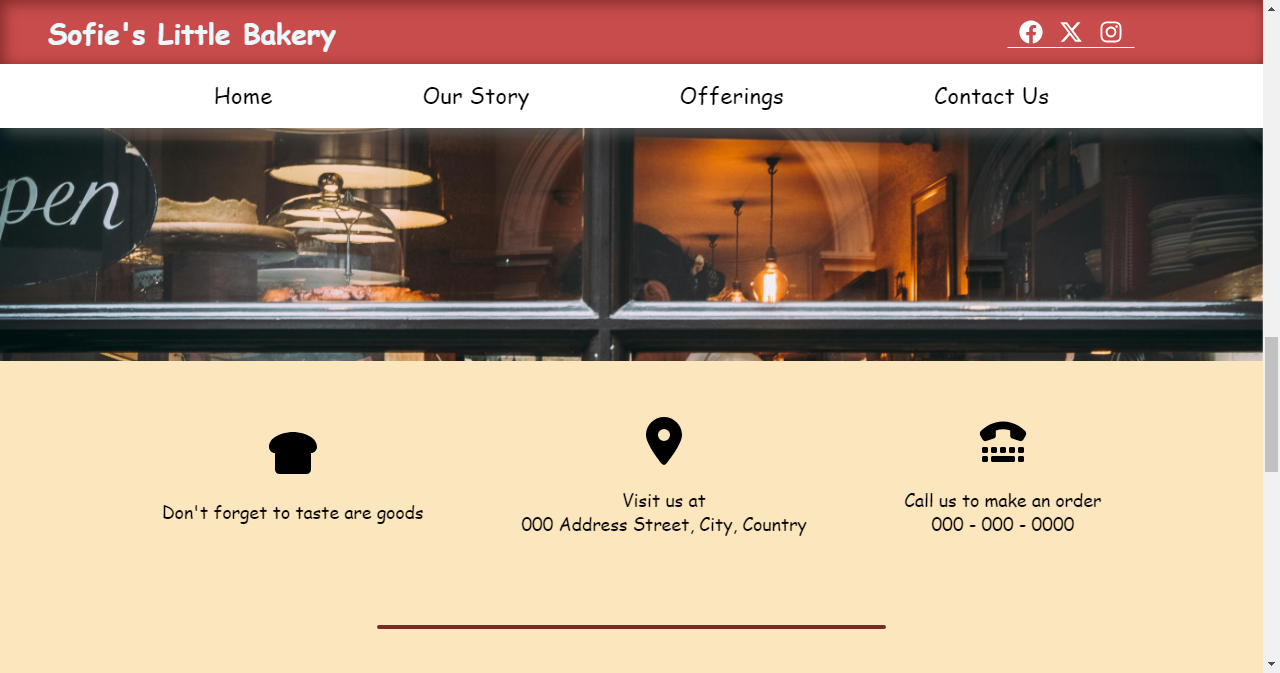 Sofie's Little Bakery
Home
Our Story
Offerings
Contact Us
pen
Don't forget to taste are goods
Visit us at
000 Address Street, City, Country
Call us to make an order
000 - 000 - 0000